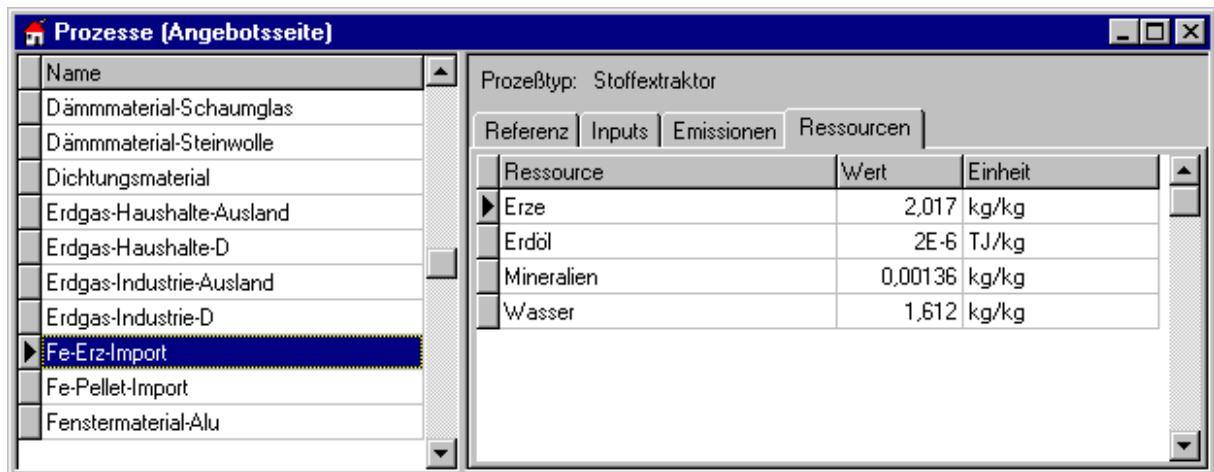 Prozesse (Angebotsseite)
Name
Dämmmaterial-Schaumglas
Dämmmaterial-Steinwolle
Dichtungsmaterial
Erdgas-Haushalte-Ausland
Erdgas-Haushalte-D
Erdgas-Industrie-Ausland
Erdgas-Industrie-D
Fe-Erz-Import
Fe-Pellet-Import
Fenstermaterial-Alu
Prozeßtyp: Stoffextraktor
Referenz Inputs Emissionen Ressourcen
Ressource Wert Einheit
Erze 2,017 kg/kg
Erdöl 2E-6 TJ/kg
Mineralien 0,00136 kg/kg
Wasser 1,612 kg/kg